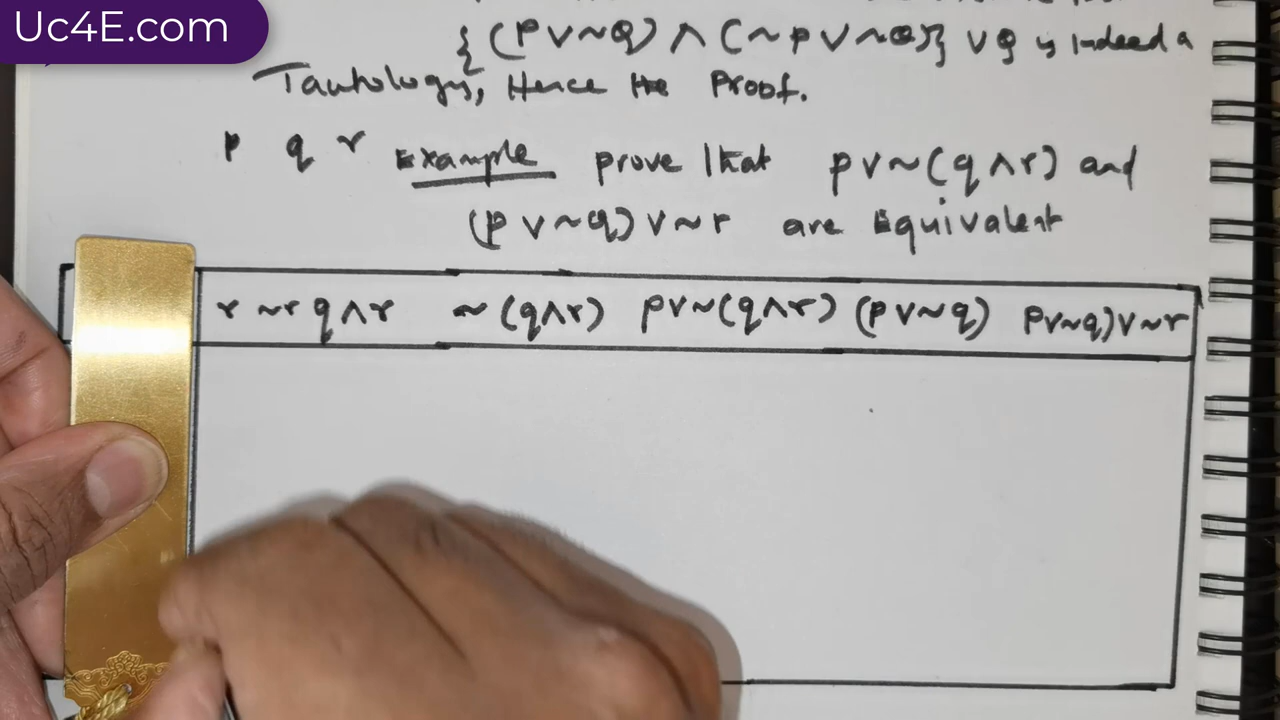 Uc4E.com
{(p∨~q)∧(~p∨~q)}∨q is indeed a
Tautology, Hence the Proof.
p q r Example prove that p∨~(q∧r) and
(p∨~q)∨~r are Equivalent
r ~r q∧r ~(q∧r) p∨~(q∧r) (p∨~q) p∨~q)∨~r